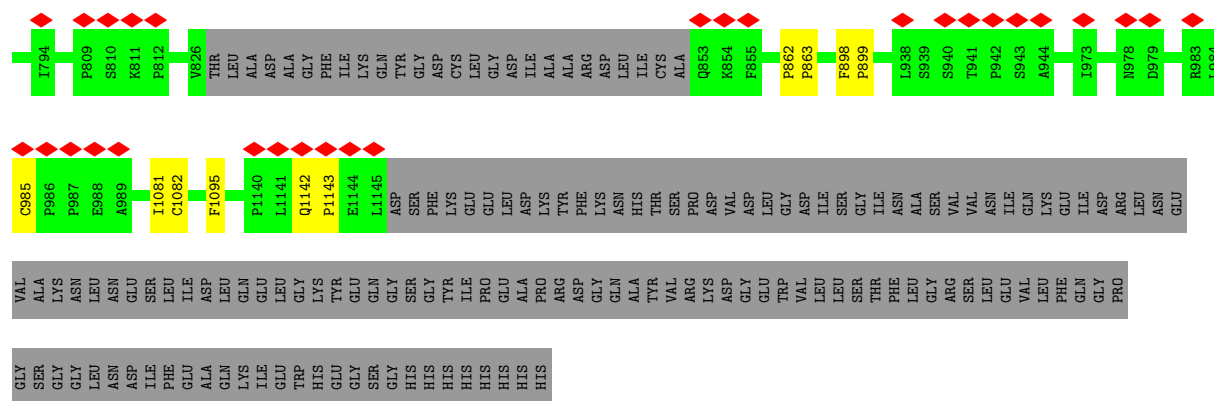 I794 P809 S810 K811 P812 V826 THR LEU ALA ASP ALA GLY PHE ILE LYS GLN TYR GLY ASP CYS LEU GLY ASP ILE ALA ALA ARG ASP LEU ILE CYS ALA Q853 K854 F855 P862 P863 F898 P899 L938 S939 S940 T941 P942 S943 A944 I973 N978 D979 R983 L984
C985 P986 P987 E988 A989 I1081 C1082 F1095 P1140 L1141 Q1142 P1143 E1144 L1145 ASP SER PHE LYS GLU GLU LEU ASP LYS TYR PHE LYS ASN HIS THR SER PRO ASP VAL ASP LEU GLY ASP ILE SER GLY ILE ASN ALA SER VAL VAL ASN ILE GLN LYS GLU ILE ASP ARG LEU ASN GLU
VAL ALA LYS ASN LEU ASN GLU SER LEU ILE ASP LEU GLN GLU LEU GLY LYS TYR GLU GLN GLY SER GLY TYR ILE PRO GLU ALA PRO ARG ASP GLY GLN ALA TYR VAL ARG LYS ASP GLY GLU TRP VAL LEU LEU SER THR PHE LEU GLY ARG SER LEU GLU VAL LEU PHE GLN GLY PRO
GLY SER GLY GLY LEU ASN ASP ILE PHE GLU ALA GLN LYS ILE GLU TRP HIS GLU GLY SER GLY HIS HIS HIS HIS HIS HIS HIS HIS